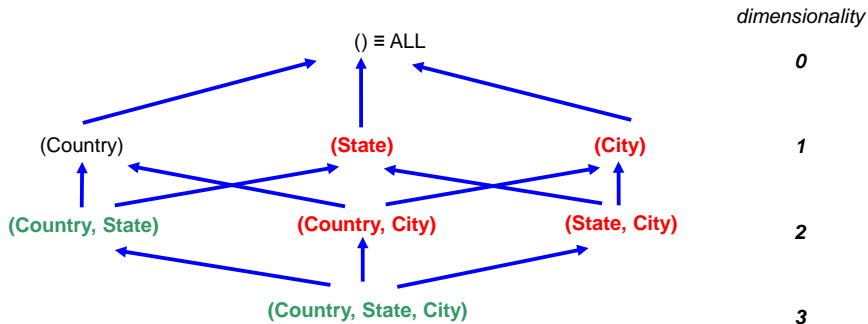 dimensionality
() ≡ ALL
0
(Country)
(State)
(City)
1
(Country, State)
(Country, City)
(State, City)
2
(Country, State, City)
3